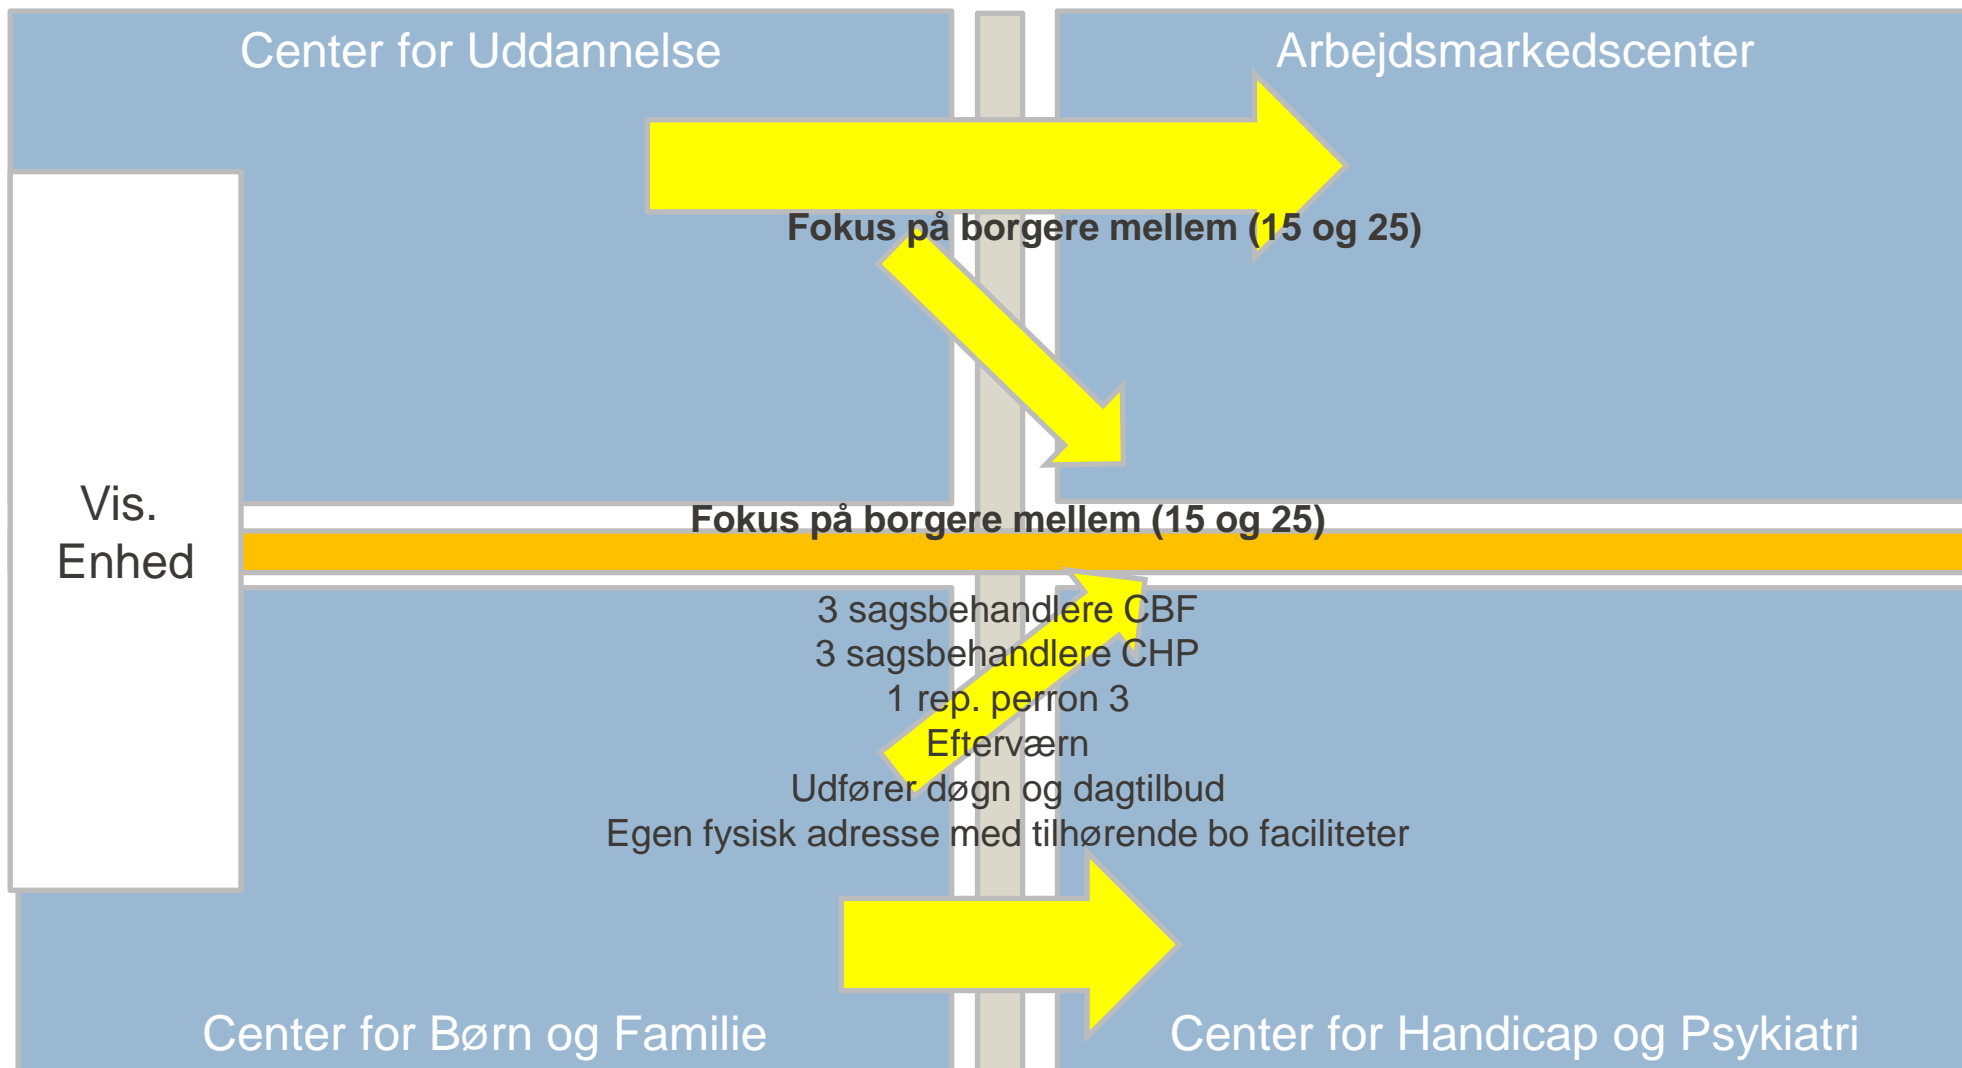 Center for Uddannelse
Arbejdsmarkedscenter
Fokus på borgere mellem (15 og 25)
Vis.
Enhed
Fokus på borgere mellem (15 og 25)
3 sagsbehandlere CBF
3 sagsbehandlere CHP
1 rep. perron 3
Efterværn
Udfører døgn og dagtilbud
Egen fysisk adresse med tilhørende bo faciliteter
Center for Børn og Familie
Center for Handicap og Psykiatri